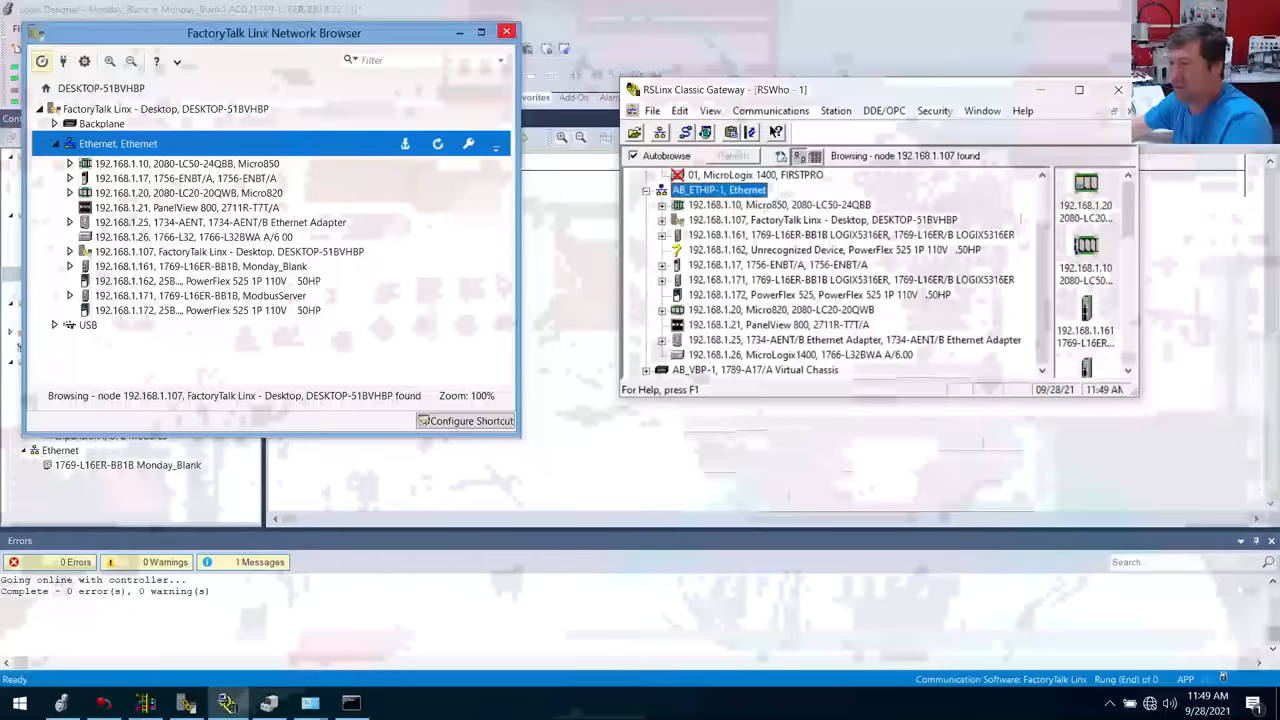 FactoryTalk Linx Network Browser
Filter
DESKTOP-51BVHBP
FactoryTalk Linx - Desktop, DESKTOP-51BVHBP
Backplane
Ethernet, Ethernet
192.168.1.10, 2080-LC50-24QBB, Micro850
192.168.1.17, 1756-ENBT/A, 1756-ENBT/A
192.168.1.20, 2080-LC20-20QWB, Micro820
192.168.1.21, PanelView 800, 2711R-T7T/A
192.168.1.25, 1734-AENT, 1734-AENT/B Ethernet Adapter
192.168.1.26, 1766-L32, 1766-L32BWA A/6.00
192.168.1.107, FactoryTalk Linx - Desktop, DESKTOP-51BVHBP
192.168.1.161, 1769-L16ER-BB1B, Monday_Blank
192.168.1.162, 25B..., PowerFlex 525 1P 110V .50HP
192.168.1.171, 1769-L16ER-BB1B, ModbusServer
192.168.1.172, 25B..., PowerFlex 525 1P 110V .50HP
USB
Browsing - node 192.168.1.107, FactoryTalk Linx - Desktop, DESKTOP-51BVHBP found
Zoom: 100%
Configure Shortcut
Ethernet
1769-L16ER-BB1B Monday_Blank
avorites
Add-On
RSLinx Classic Gateway - [RSWho - 1]
File Edit View Communications Station DDE/OPC Security Window Help
Autobrowse
Browsing - node 192.168.1.107 found
01, MicroLogix 1400, FIRSTPRO
AB_ETHIP-1, Ethernet
192.168.1.10, Micro850, 2080-LC50-24QBB
192.168.1.107, FactoryTalk Linx - Desktop, DESKTOP-51BVHBP
192.168.1.161, 1769-L16ER-BB1B LOGIX5316ER, 1769-L16ER/B LOGIX5316ER
192.168.1.162, Unrecognized Device, PowerFlex 525 1P 110V .50HP
192.168.1.17, 1756-ENBT/A, 1756-ENBT/A
192.168.1.171, 1769-L16ER-BB1B LOGIX5316ER, 1769-L16ER/B LOGIX5316ER
192.168.1.172, PowerFlex 525, PowerFlex 525 1P 110V .50HP
192.168.1.20, Micro820, 2080-LC20-20QWB
192.168.1.21, PanelView 800, 2711R-T7T/A
192.168.1.25, 1734-AENT/B Ethernet Adapter, 1734-AENT/B Ethernet Adapter
192.168.1.26, MicroLogix1400, 1766-L32BWA A/6.00
AB_VBP-1, 1789-A17/A Virtual Chassis
192.168.1.20
2080-LC20...
192.168.1.10
2080-LC50...
192.168.1.161
1769-L16ER...
For Help, press F1
09/28/21
11:49 AM
Errors
0 Errors
0 Warnings
1 Messages
Search...
Going online with controller...
Complete - 0 error(s), 0 warning(s)
Ready
Communication Software: FactoryTalk Linx
Rung (End) of 0
APP
11:49 AM
9/28/2021
1